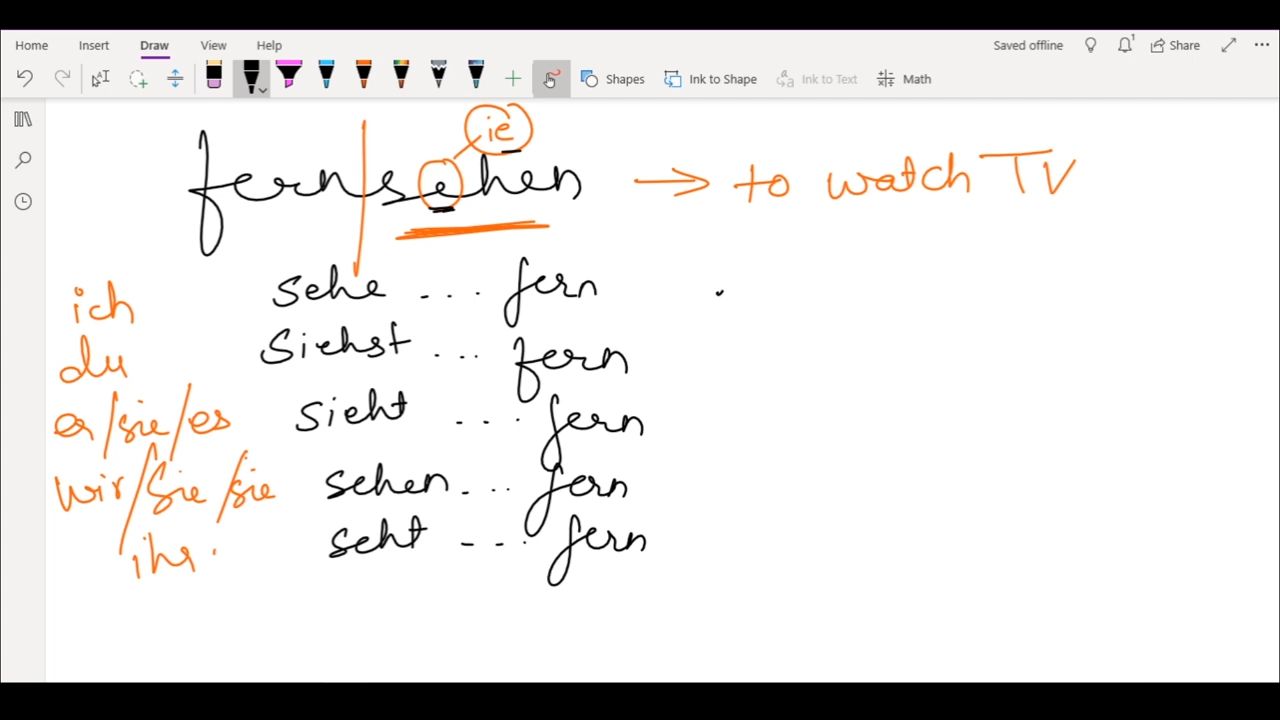 Home Insert Draw View Help Saved offline Share
Shapes Ink to Shape Ink to Text Math
ie
fern/sehen → to watch TV
ich sehe ... fern
du siehst ... fern
er/sie/es sieht ... fern
wir/Sie/sie sehen ... fern
ihr seht ... fern